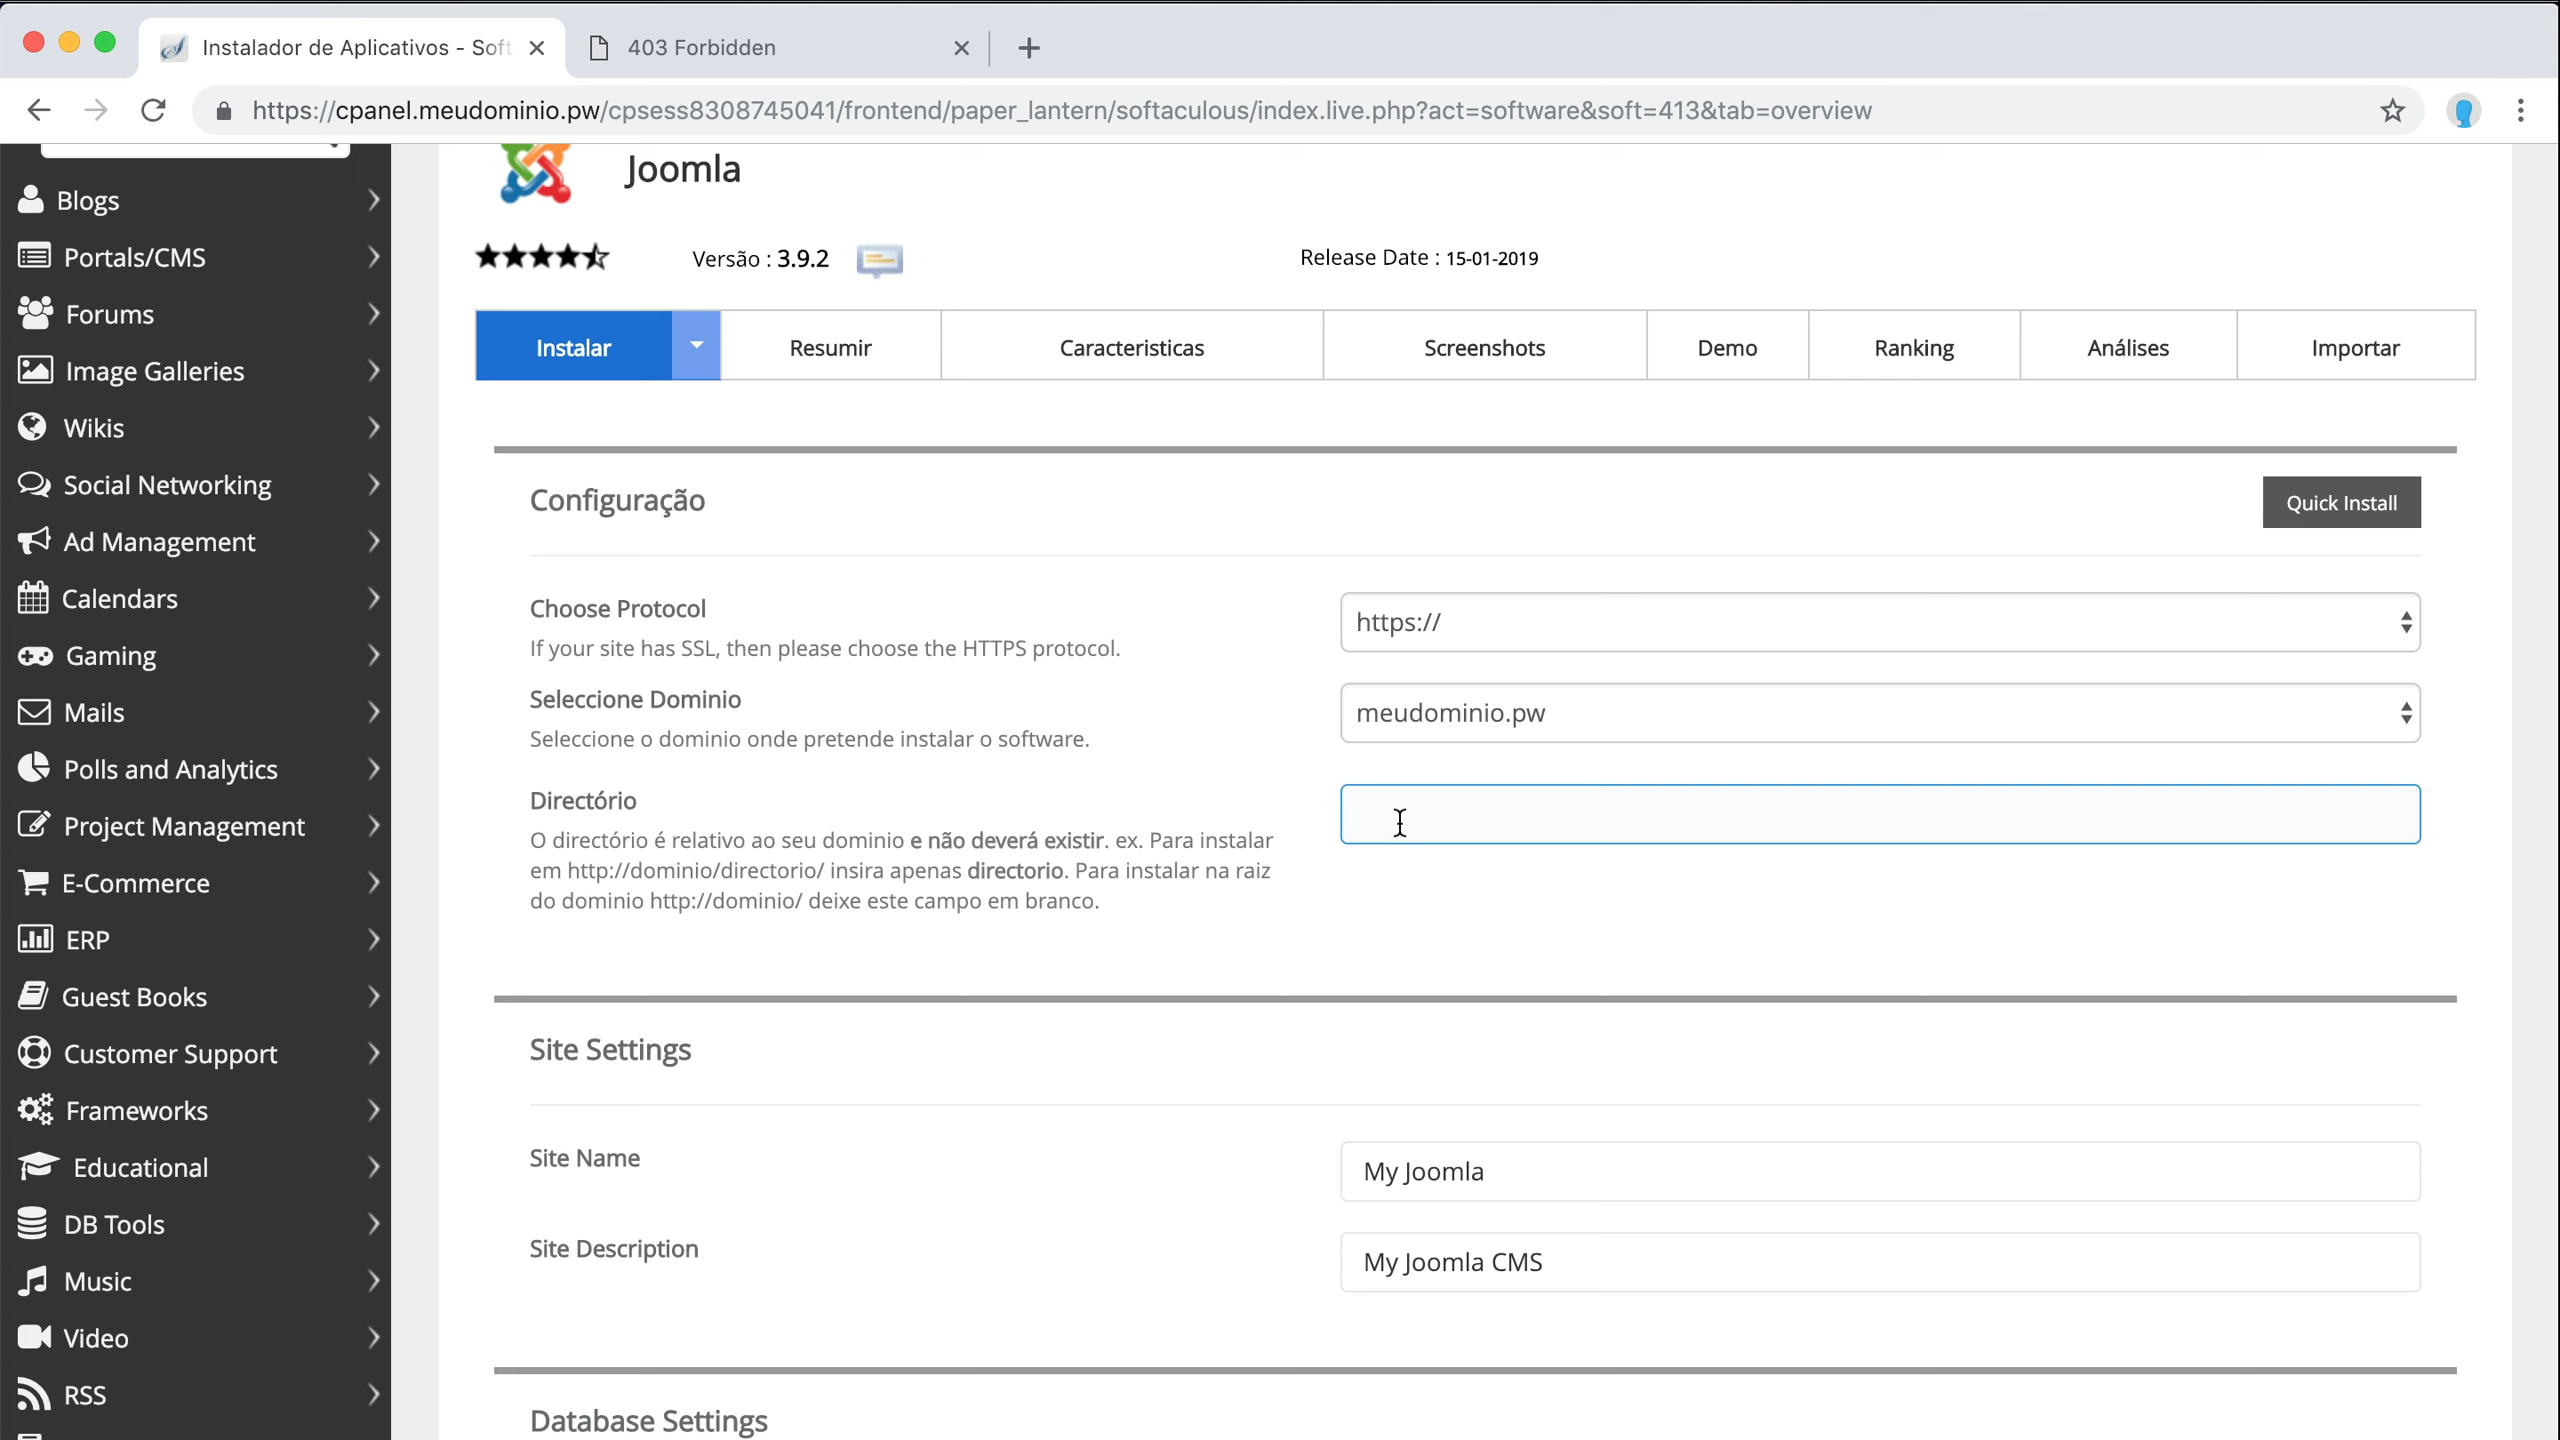 Instalador de Aplicativos - Soft
403 Forbidden
https://cpanel.meudominio.pw/cpsess8308745041/frontend/paper_lantern/softaculous/index.live.php?act=software&soft=413&tab=overview
Blogs
Portals/CMS
Forums
Image Galleries
Wikis
Social Networking
Ad Management
Calendars
Gaming
Mails
Polls and Analytics
Project Management
E-Commerce
ERP
Guest Books
Customer Support
Frameworks
Educational
DB Tools
Music
Video
RSS
Joomla
Versão : 3.9.2
Release Date : 15-01-2019
Instalar
Resumir
Caracteristicas
Screenshots
Demo
Ranking
Análises
Importar
Configuração
Quick Install
Choose Protocol
If your site has SSL, then please choose the HTTPS protocol.
https://
Seleccione Dominio
Seleccione o dominio onde pretende instalar o software.
meudominio.pw
Directório
O directório é relativo ao seu dominio e não deverá existir. ex. Para instalar
em http://dominio/directorio/ insira apenas directorio. Para instalar na raiz
do dominio http://dominio/ deixe este campo em branco.
Site Settings
Site Name
My Joomla
Site Description
My Joomla CMS
Database Settings